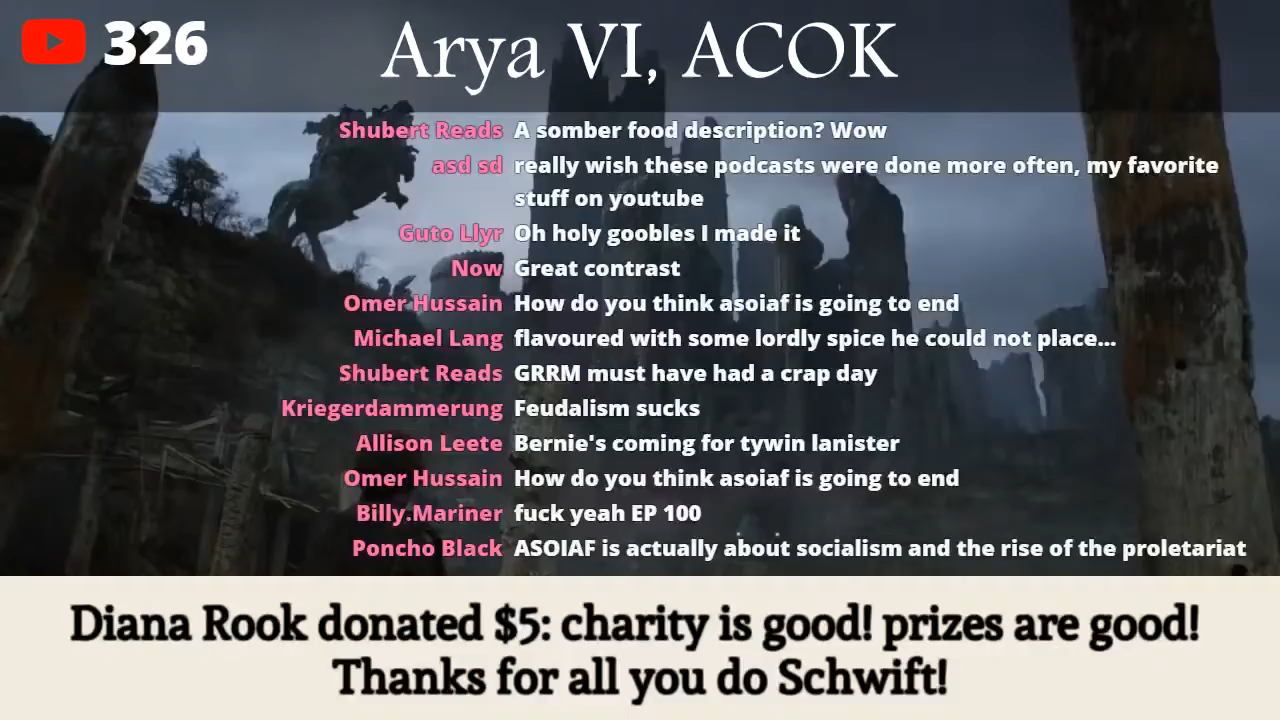 326
Arya VI, ACOK
Shubert Reads A somber food description? Wow
asd sd really wish these podcasts were done more often, my favorite
stuff on youtube
Guto Llyr Oh holy goobles I made it
Now Great contrast
Omer Hussain How do you think asoiaf is going to end
Michael Lang flavoured with some lordly spice he could not place...
Shubert Reads GRRM must have had a crap day
Kriegerdammerung Feudalism sucks
Allison Leete Bernie's coming for tywin lanister
Omer Hussain How do you think asoiaf is going to end
Billy.Mariner fuck yeah EP 100
Poncho Black ASOIAF is actually about socialism and the rise of the proletariat
Diana Rook donated $5: charity is good! prizes are good!
Thanks for all you do Schwift!